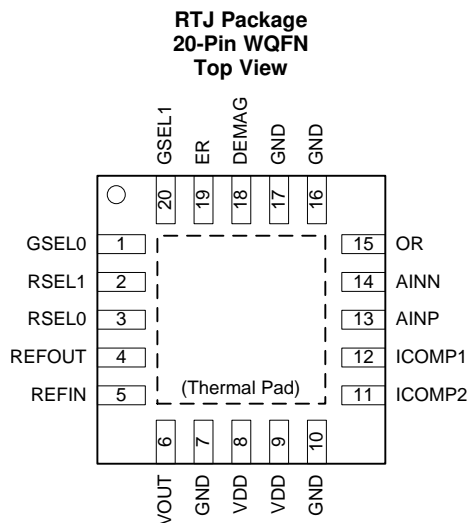 RTJ Package
20-Pin WQFN
Top View
GSEL1
ER
DEMAG
GND
GND
20
19
18
17
16
GSEL0 1
RSEL1 2
RSEL0 3
REFOUT 4
REFIN 5
15 OR
14 AINN
13 AINP
12 ICOMP1
11 ICOMP2
(Thermal Pad)
6
7
8
9
10
VOUT
GND
VDD
VDD
GND